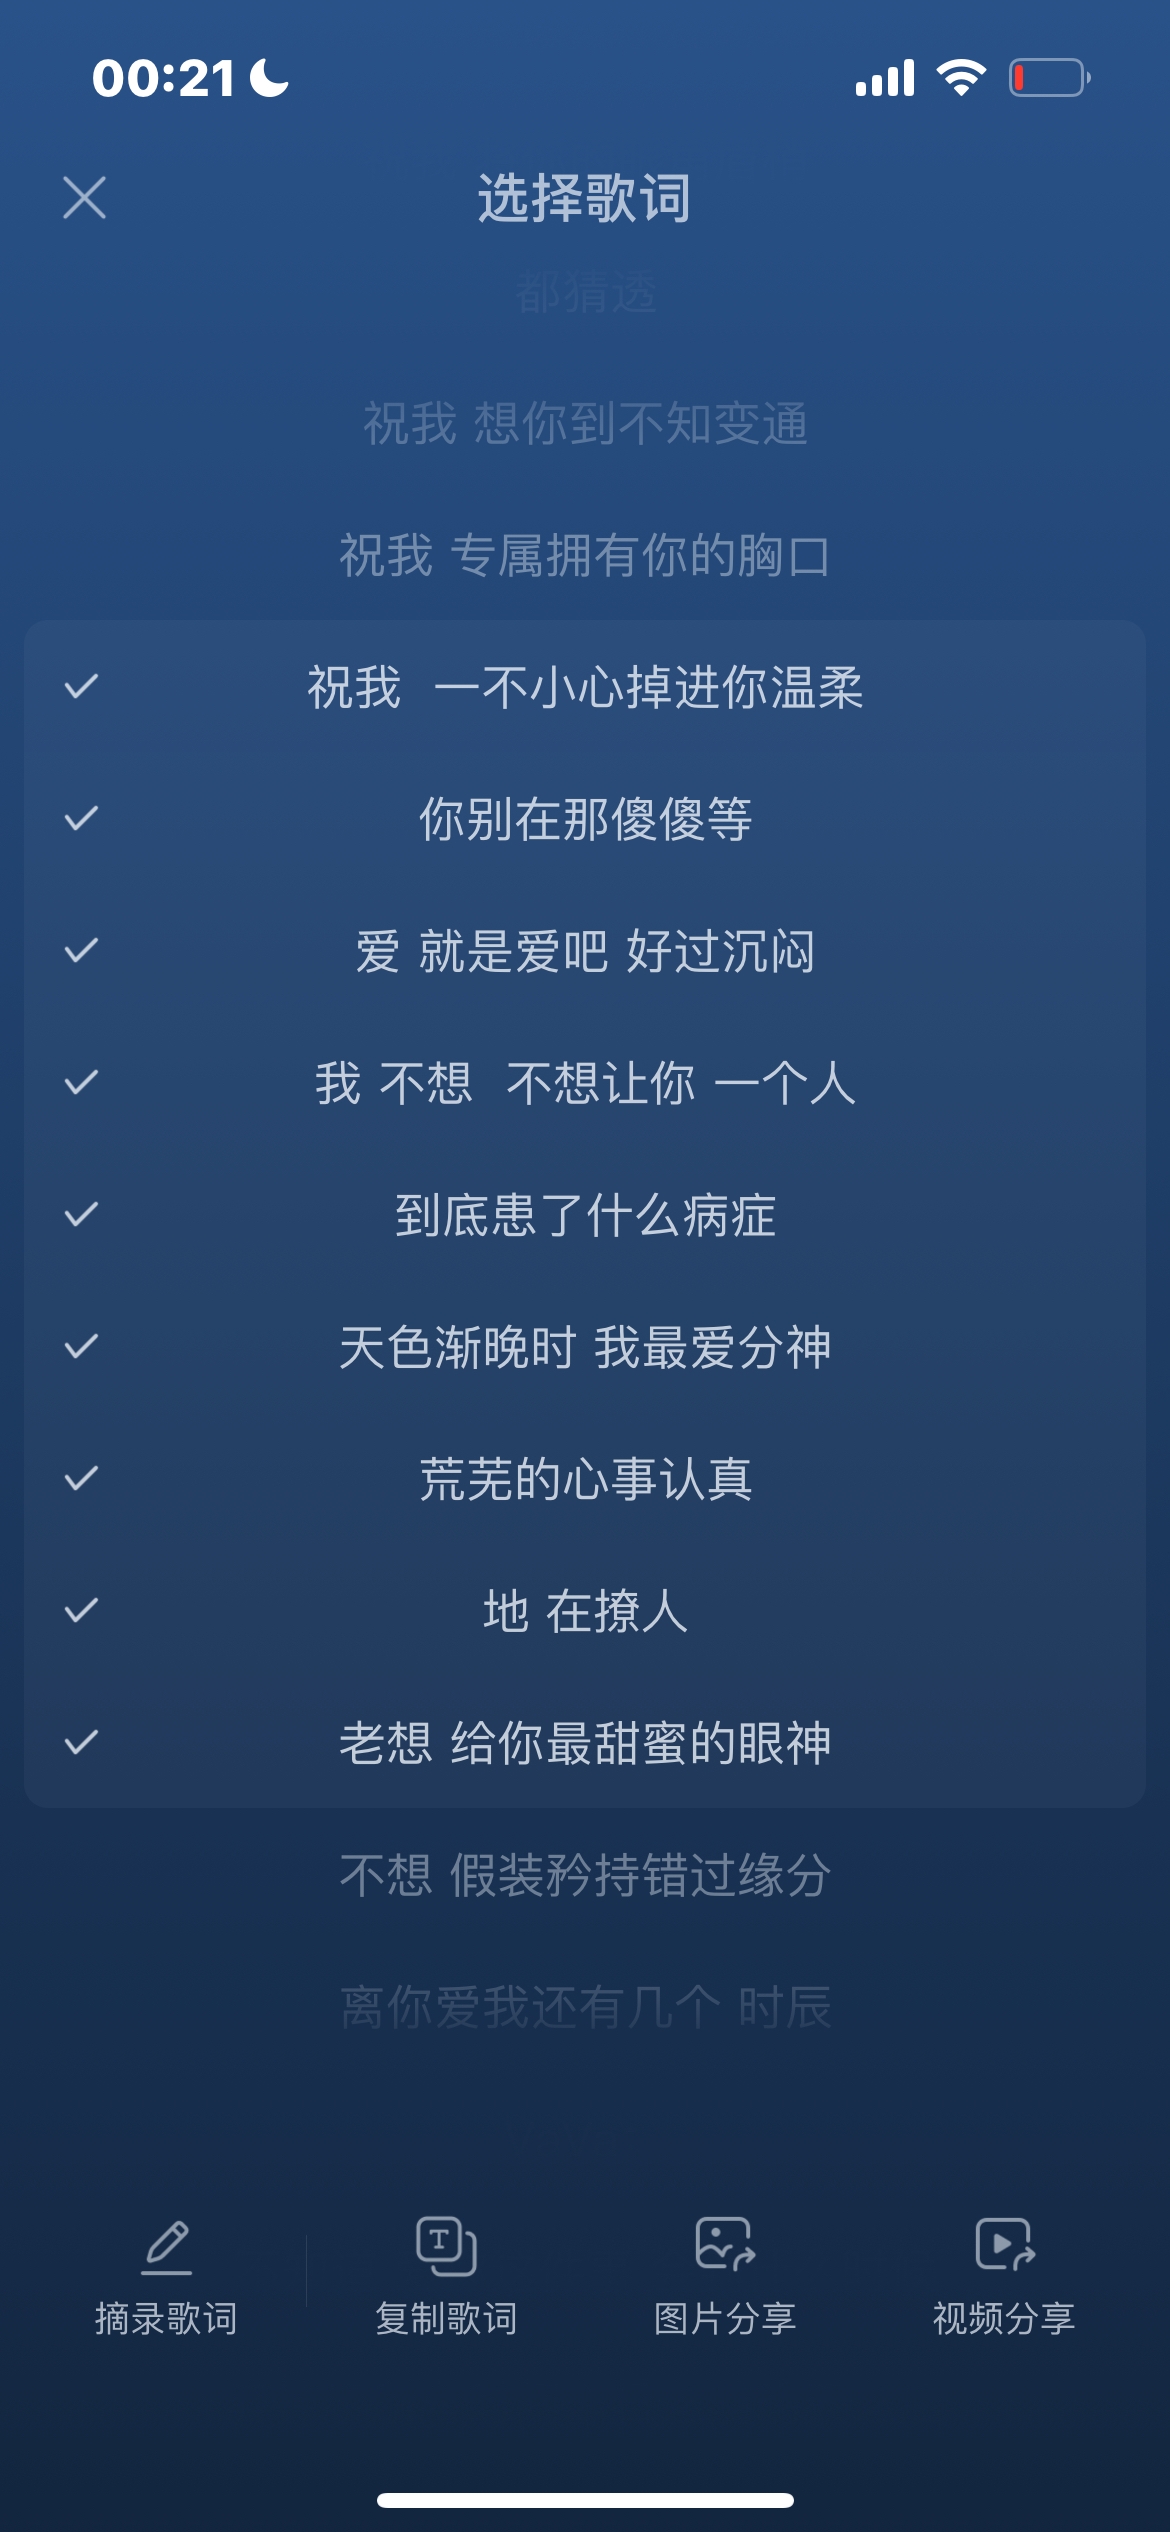 00:21
选择歌词
都猜透
祝我 想你到不知变通
祝我 专属拥有你的胸口
祝我  一不小心掉进你温柔
你别在那傻傻等
爱 就是爱吧 好过沉闷
我 不想  不想让你 一个人
到底患了什么病症
天色渐晚时 我最爱分神
荒芜的心事认真
地 在撩人
老想 给你最甜蜜的眼神
不想 假装矜持错过缘分
离你爱我还有几个 时辰
摘录歌词
复制歌词
图片分享
视频分享